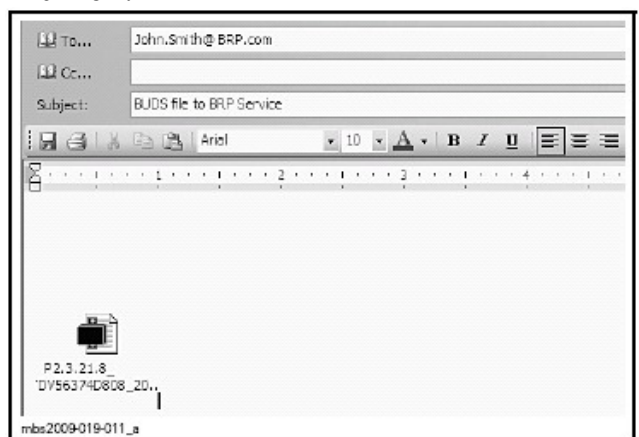 To...
John.Smith@BRP.com
Cc...
Subject:
BUDS file to BRP Service
Arial
10
A
B I U
1 2 3 4
P2.3.21.8_
YDV56374D808_20..
mbs2009-019-011_a